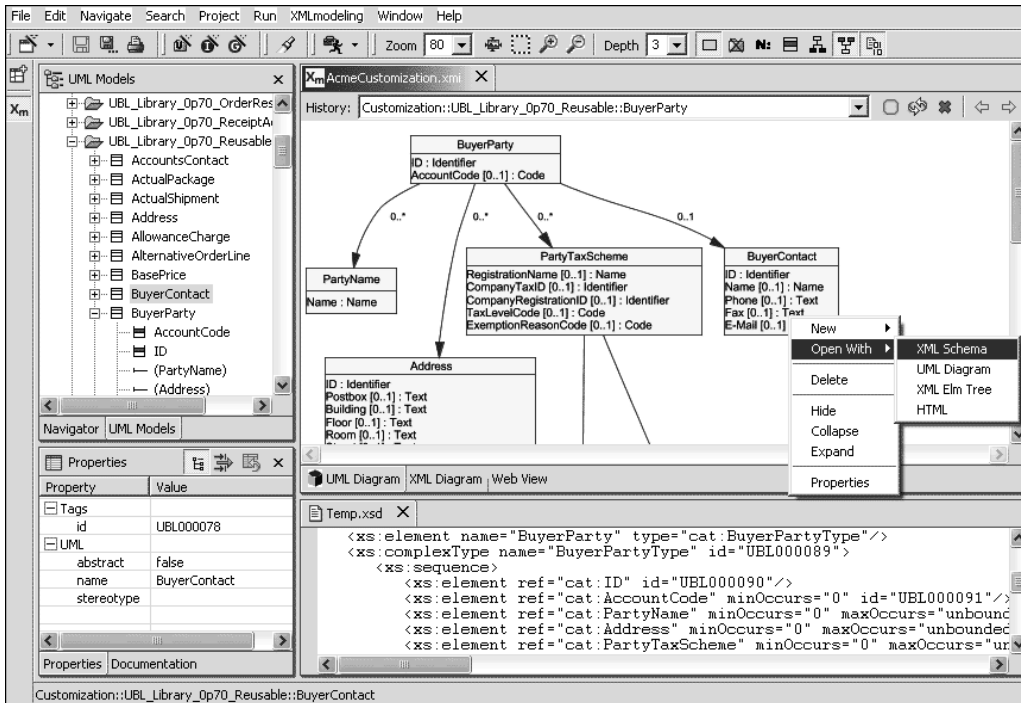 File Edit Navigate Search Project Run XMLmodeling Window Help
Zoom 80 Depth 3 N:
UML Models
UBL_Library_0p70_OrderRes
UBL_Library_0p70_ReceiptA
UBL_Library_0p70_Reusable
AccountsContact
ActualPackage
ActualShipment
Address
AllowanceCharge
AlternativeOrderLine
BasePrice
BuyerContact
BuyerParty
AccountCode
ID
(PartyName)
(Address)
Navigator UML Models
Properties
Property Value
Tags
id UBL000078
UML
abstract false
name BuyerContact
stereotype
Properties Documentation
Xm
Xm AcmeCustomization.xmi
History: Customization::UBL_Library_0p70_Reusable::BuyerParty
BuyerParty
ID : Identifier
AccountCode [0..1] : Code
0..* 0..* 0..* 0..1
PartyName
Name : Name
PartyTaxScheme
RegistrationName [0..1] : Name
CompanyTaxID [0..1] : Identifier
CompanyRegistrationID [0..1] : Identifier
TaxLevelCode [0..1] : Code
ExemptionReasonCode [0..1] : Code
BuyerContact
ID : Identifier
Name [0..1] : Name
Phone [0..1] : Text
Fax [0..1] : Text
E-Mail [0..1]
Address
ID : Identifier
Postbox [0..1] : Text
Building [0..1] : Text
Floor [0..1] : Text
Room [0..1] : Text
New
Open With
Delete
Hide
Collapse
Expand
Properties
XML Schema
UML Diagram
XML Elm Tree
HTML
UML Diagram XML Diagram Web View
Temp.xsd
<xs:element name="BuyerParty" type="cat:BuyerPartyType"/>
<xs:complexType name="BuyerPartyType" id="UBL000089">
<xs:sequence>
<xs:element ref="cat:ID" id="UBL000090"/>
<xs:element ref="cat:AccountCode" minOccurs="0" id="UBL000091"/>
<xs:element ref="cat:PartyName" minOccurs="0" maxOccurs="unbound
<xs:element ref="cat:Address" minOccurs="0" maxOccurs="unbounded
<xs:element ref="cat:PartyTaxScheme" minOccurs="0" maxOccurs="un
Customization::UBL_Library_0p70_Reusable::BuyerContact